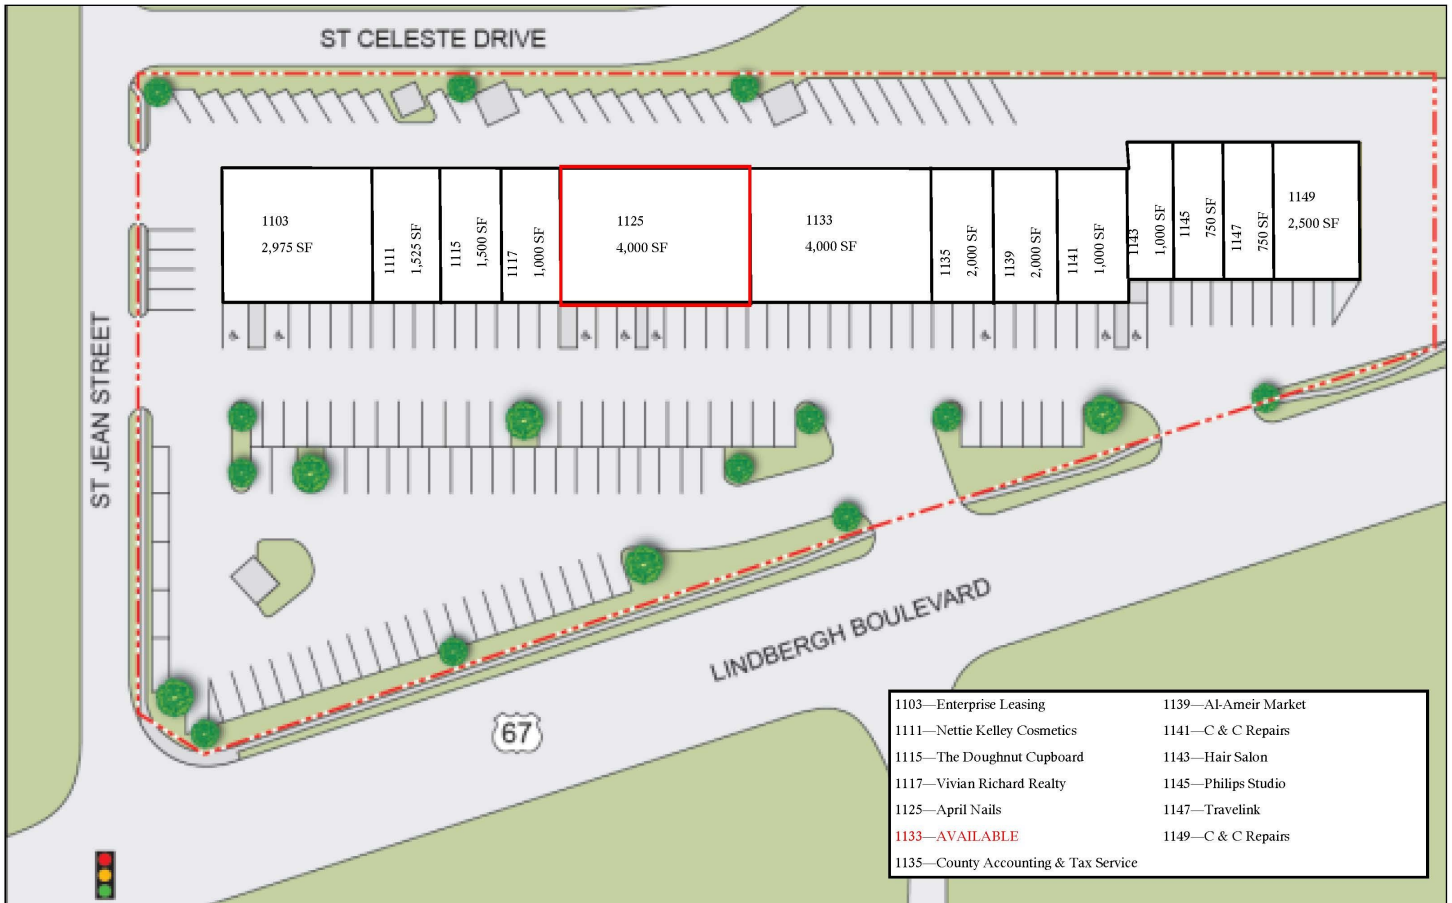 ST CELESTE DRIVE
1103
2,975 SF
1111
1,525 SF
1115
1,500 SF
1117
1,000 SF
1125
4,000 SF
1133
4,000 SF
1135
2,000 SF
1139
2,000 SF
1141
1,000 SF
1143
1,000 SF
1145
750 SF
1147
750 SF
1149
2,500 SF
ST JEAN STREET
LINDBERGH BOULEVARD
67
1103—Enterprise Leasing
1111—Nettie Kelley Cosmetics
1115—The Doughnut Cupboard
1117—Vivian Richard Realty
1125—April Nails
1133—AVAILABLE
1135—County Accounting & Tax Service
1139—Al-Ameir Market
1141—C & C Repairs
1143—Hair Salon
1145—Philips Studio
1147—Travelink
1149—C & C Repairs